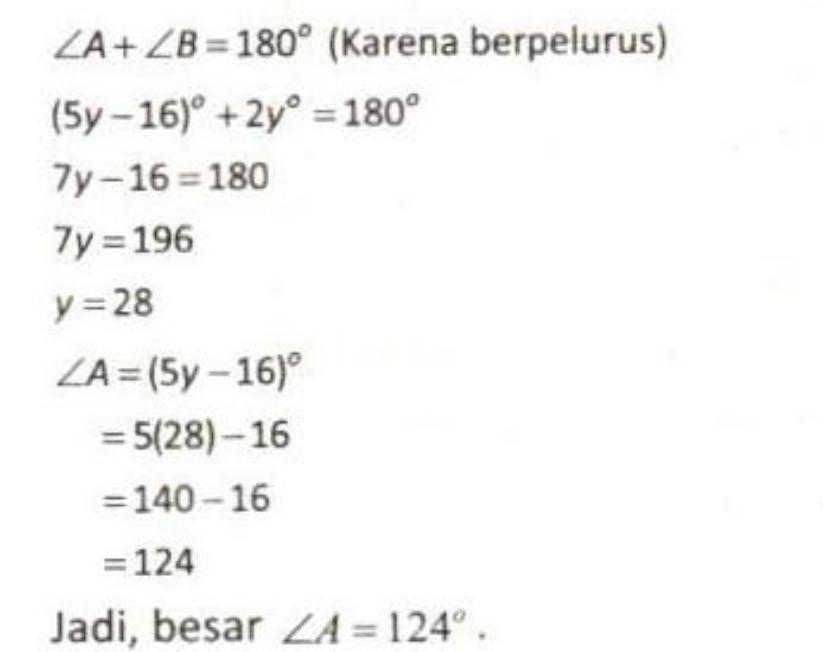 ∠A + ∠B = 180° (Karena berpelurus)
(5y – 16)° + 2y° = 180°
7y – 16 = 180
7y = 196
y = 28
∠A = (5y – 16)°
= 5(28) – 16
= 140 – 16
= 124
Jadi, besar ∠A = 124° .